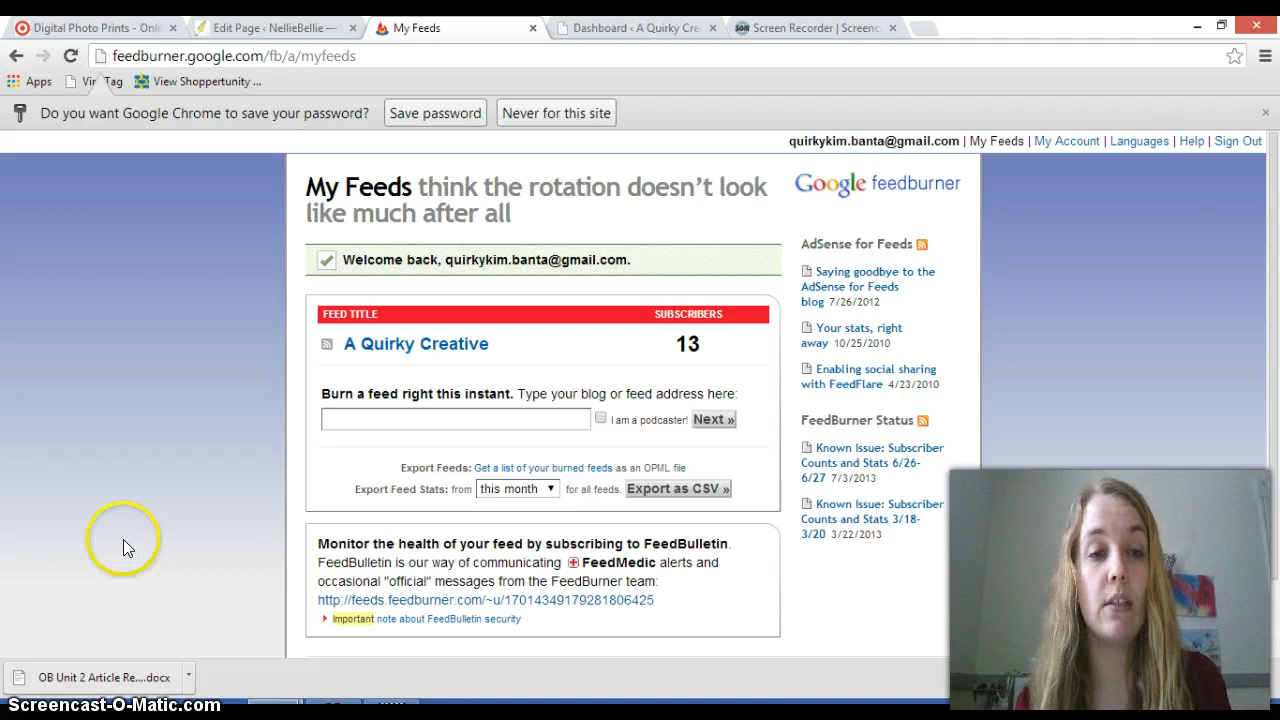 Digital Photo Prints - Onli
Edit Page ‹ NellieBellie —
My Feeds
Dashboard ‹ A Quirky Cre
Screen Recorder | Screenc
feedburner.google.com/fb/a/myfeeds
Apps
Vir Tag
View Shoppertunity ...
Do you want Google Chrome to save your password?
Save password
Never for this site
quirkykim.banta@gmail.com | My Feeds | My Account | Languages | Help | Sign Out
My Feeds think the rotation doesn't look
like much after all
Google feedburner
Welcome back, quirkykim.banta@gmail.com.
FEED TITLE SUBSCRIBERS
A Quirky Creative 13
Burn a feed right this instant. Type your blog or feed address here:
I am a podcaster! Next »
Export Feeds: Get a list of your burned feeds as an OPML file
Export Feed Stats: from this month for all feeds. Export as CSV »
Monitor the health of your feed by subscribing to FeedBulletin.
FeedBulletin is our way of communicating FeedMedic alerts and
occasional "official" messages from the FeedBurner team:
http://feeds.feedburner.com/~u/17014349179281806425
Important note about FeedBulletin security
AdSense for Feeds
Saying goodbye to the
AdSense for Feeds
blog 7/26/2012
Your stats, right
away 10/25/2010
Enabling social sharing
with FeedFlare 4/23/2010
FeedBurner Status
Known Issue: Subscriber
Counts and Stats 6/26-
6/27 7/3/2013
Known Issue: Subscriber
Counts and Stats 3/18-
3/20 3/22/2013
OB Unit 2 Article Re....docx
Screencast-O-Matic.com